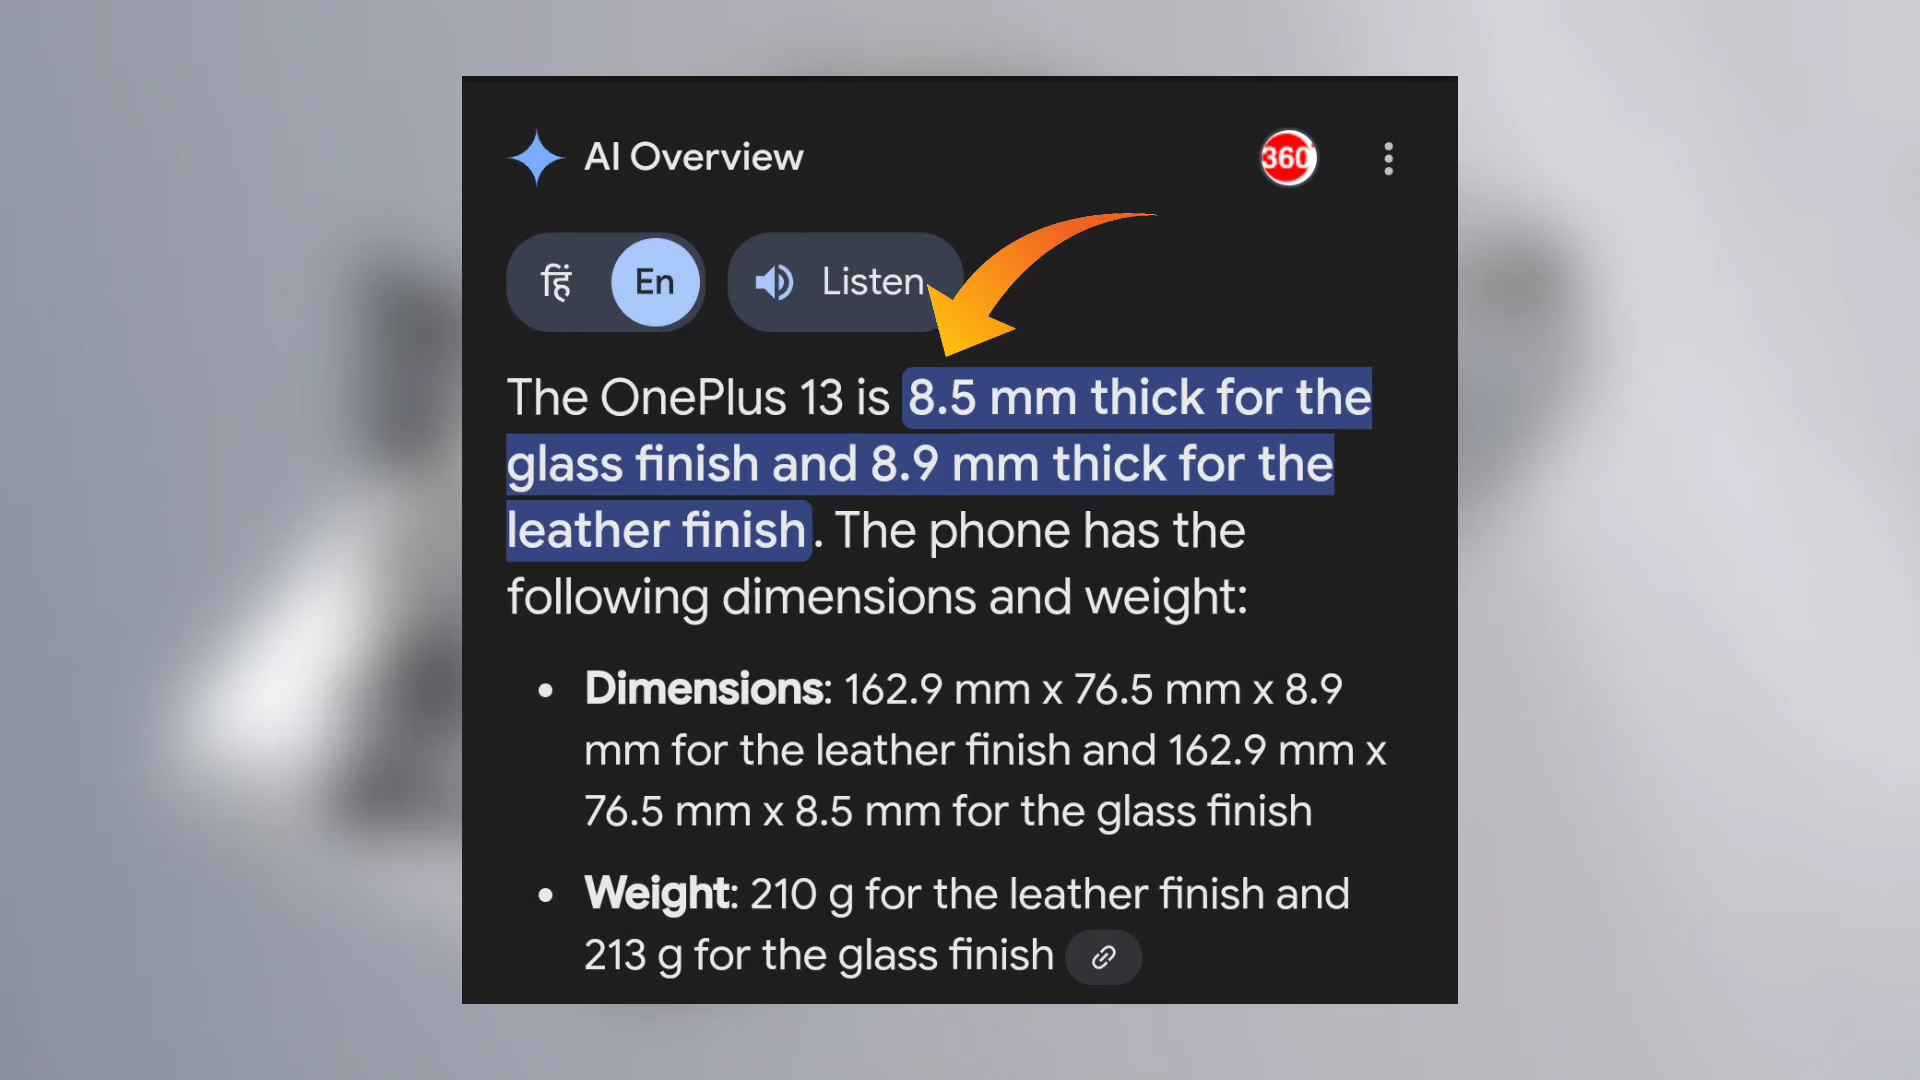 AI Overview
360
हिं
En
Listen
The OnePlus 13 is 8.5 mm thick for the
glass finish and 8.9 mm thick for the
leather finish. The phone has the
following dimensions and weight:
• Dimensions: 162.9 mm x 76.5 mm x 8.9
mm for the leather finish and 162.9 mm x
76.5 mm x 8.5 mm for the glass finish
• Weight: 210 g for the leather finish and
213 g for the glass finish